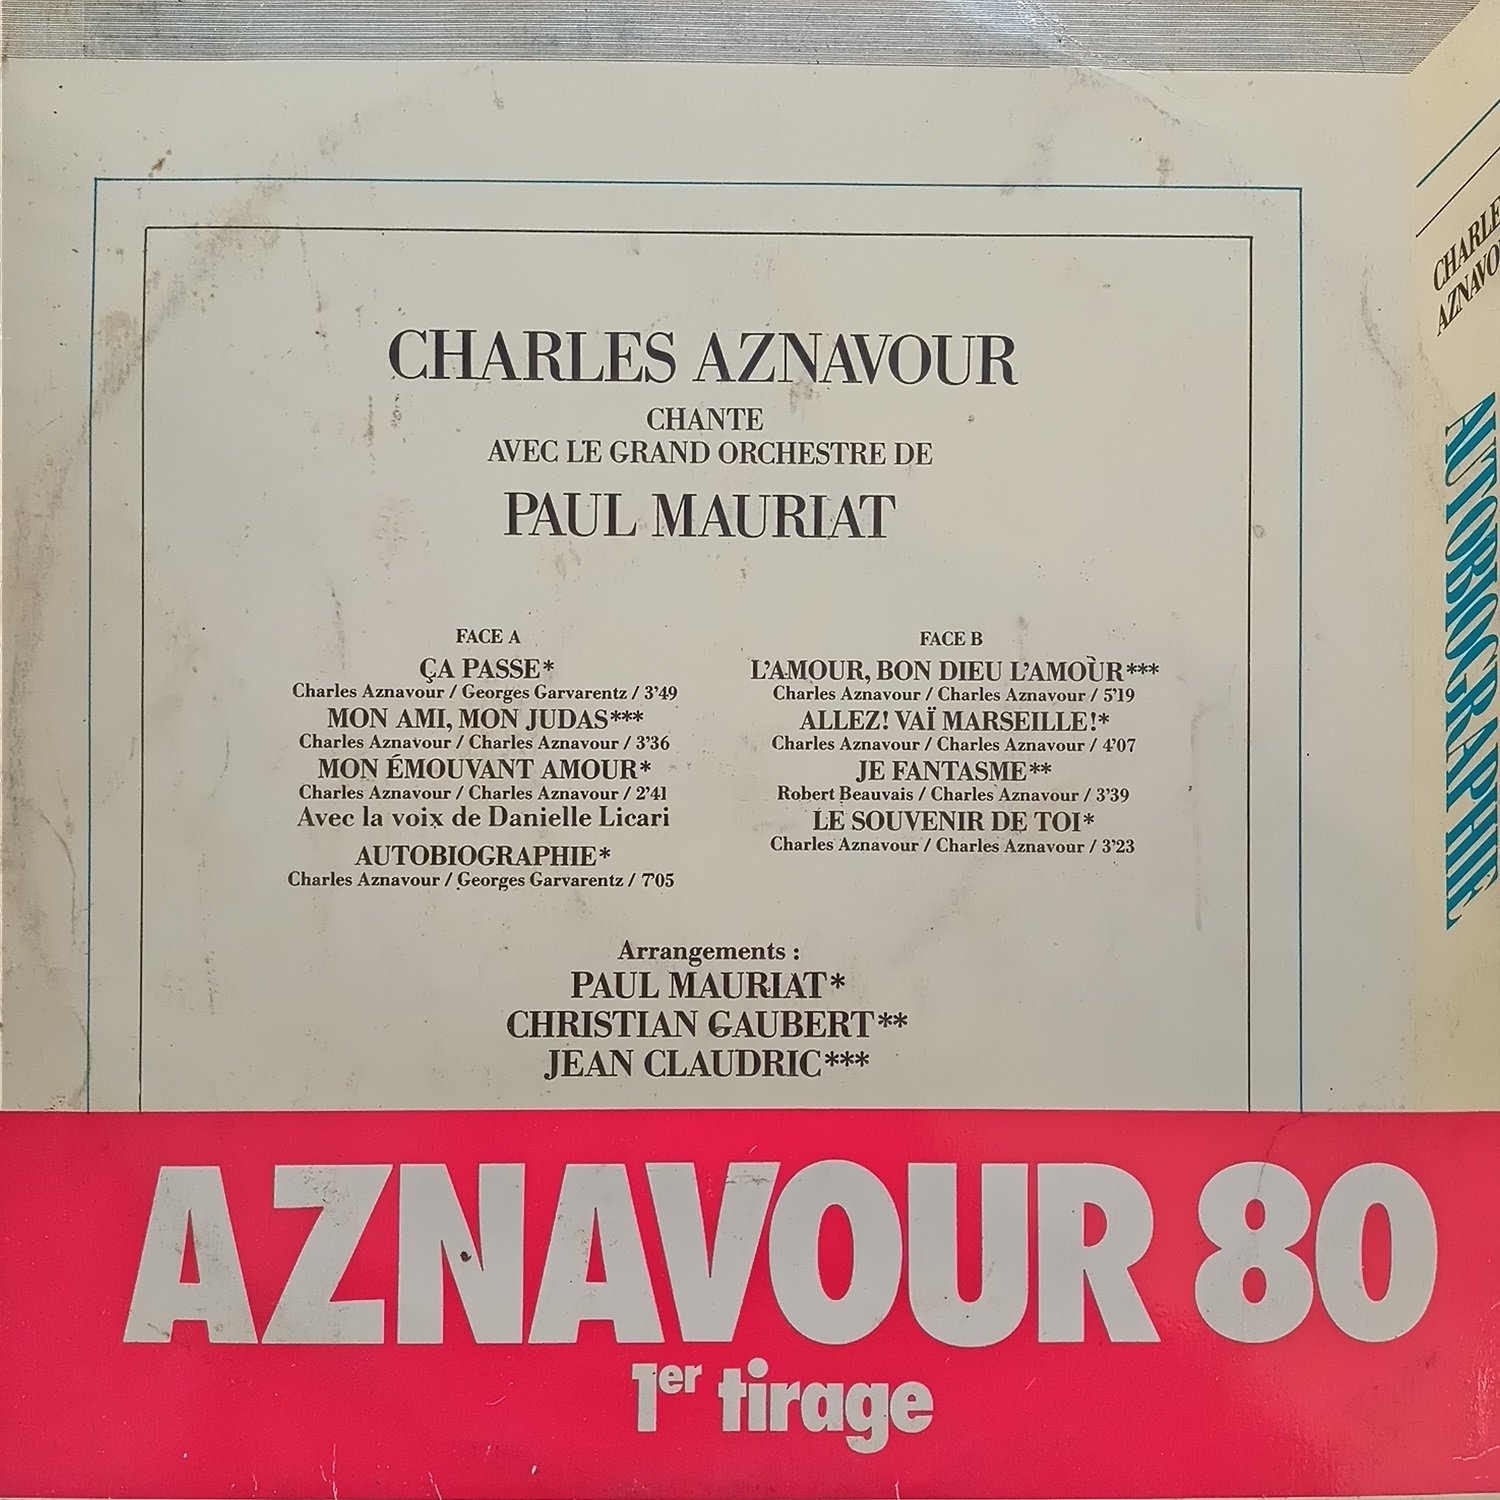 CHARLES AZNAVOUR
CHANTE
AVEC LE GRAND ORCHESTRE DE
PAUL MAURIAT
FACE A
ÇA PASSE*
Charles Aznavour / Georges Garvarentz / 3'49
MON AMI, MON JUDAS***
Charles Aznavour / Charles Aznavour / 3'36
MON ÉMOUVANT AMOUR*
Charles Aznavour / Charles Aznavour / 2'41
Avec la voix de Danielle Licari
AUTOBIOGRAPHIE*
Charles Aznavour / Georges Garvarentz / 7'05
FACE B
L'AMOUR, BON DIEU L'AMOUR***
Charles Aznavour / Charles Aznavour / 5'19
ALLEZ! VAÏ MARSEILLE!*
Charles Aznavour / Charles Aznavour / 4'07
JE FANTASME**
Robert Beauvais / Charles Aznavour / 3'39
LE SOUVENIR DE TOI*
Charles Aznavour / Charles Aznavour / 3'23
Arrangements :
PAUL MAURIAT*
CHRISTIAN GAUBERT**
JEAN CLAUDRIC***
AZNAVOUR 80
1er tirage
CHARLE
AZNAVO
AUTOBIOGRAPHIE